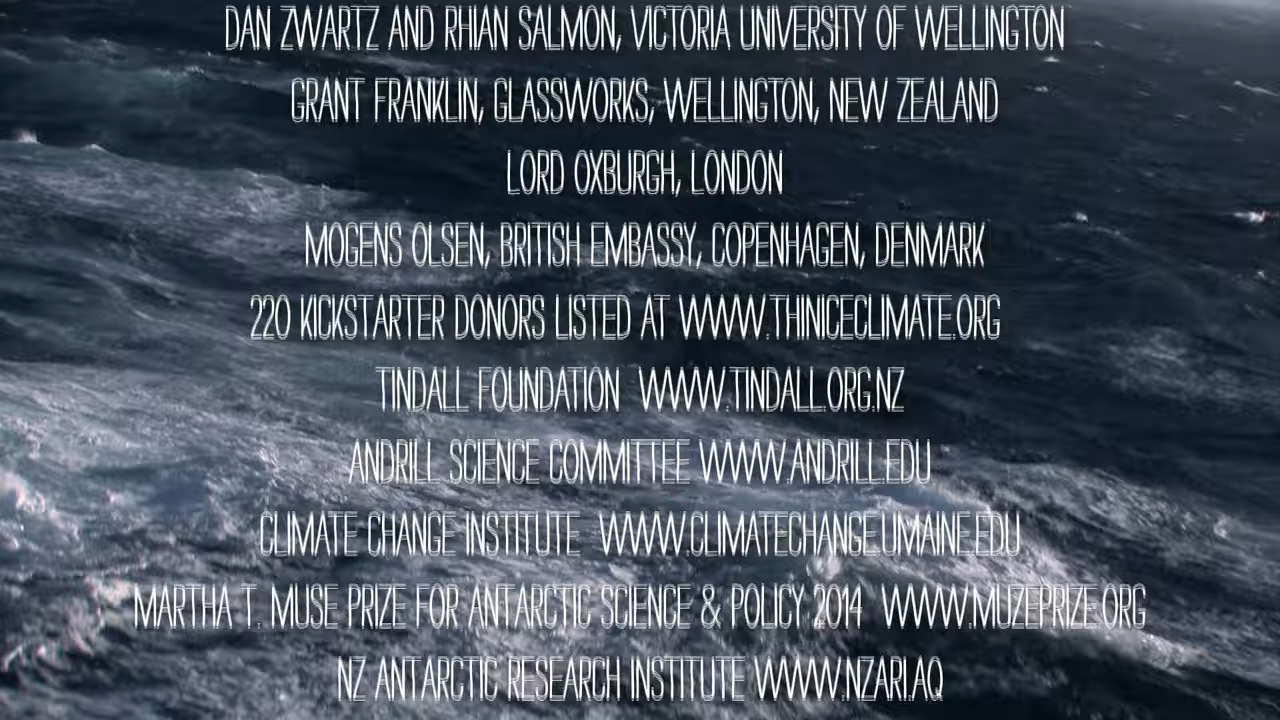 DAN ZWARTZ AND RHIAN SALMON, VICTORIA UNIVERSITY OF WELLINGTON
GRANT FRANKLIN, GLASSWORKS, WELLINGTON, NEW ZEALAND
LORD OXBURGH, LONDON
MOGENS OLSEN, BRITISH EMBASSY, COPENHAGEN, DENMARK
220 KICKSTARTER DONORS LISTED AT WWW.THINICECLIMATE.ORG
TINDALL FOUNDATION WWW.TINDALL.ORG.NZ
ANDRILL SCIENCE COMMITTEE WWW.ANDRILL.EDU
CLIMATE CHANGE INSTITUTE WWW.CLIMATECHANGE.UMAINE.EDU
MARTHA T. MUSE PRIZE FOR ANTARCTIC SCIENCE & POLICY 2014 WWW.MUZEPRIZE.ORG
NZ ANTARCTIC RESEARCH INSTITUTE WWW.NZARI.AQ